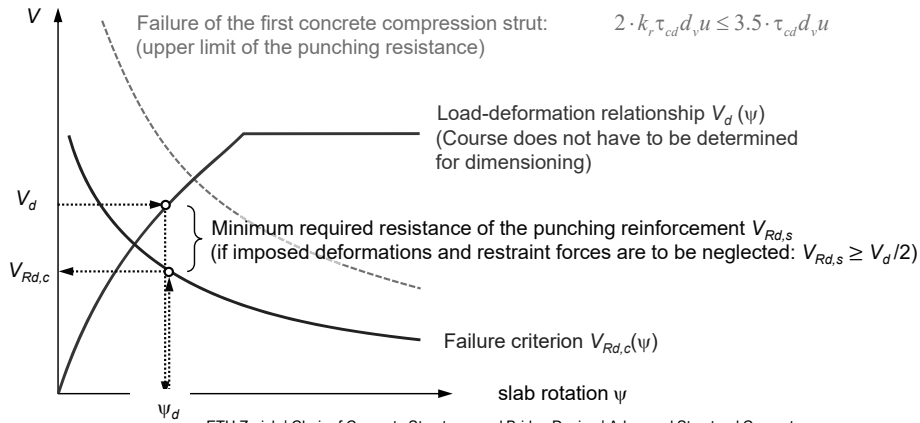 V
Failure of the first concrete compression strut:
(upper limit of the punching resistance)
2 · k_r τ_cd d_v u ≤ 3.5 · τ_cd d_v u
Load-deformation relationship V_d (ψ)
(Course does not have to be determined
for dimensioning)
V_d
Minimum required resistance of the punching reinforcement V_Rd,s
(if imposed deformations and restraint forces are to be neglected: V_Rd,s ≥ V_d/2)
V_Rd,c
Failure criterion V_Rd,c(ψ)
slab rotation ψ
ψ_d